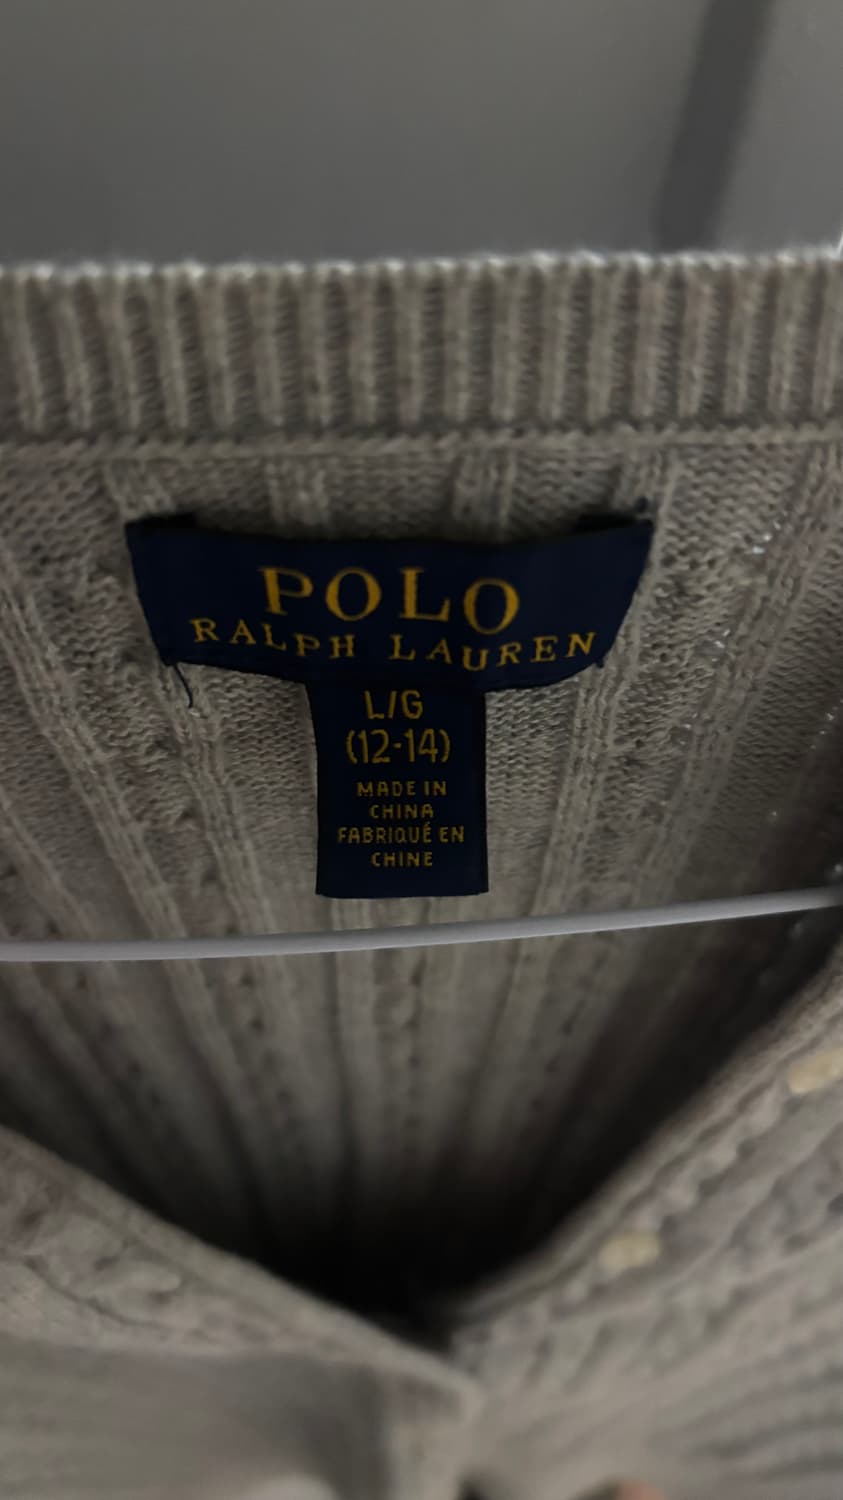 POLO
RALPH LAUREN
L/G
(12-14)
MADE IN
CHINA
FABRIQUÉ EN
CHINE